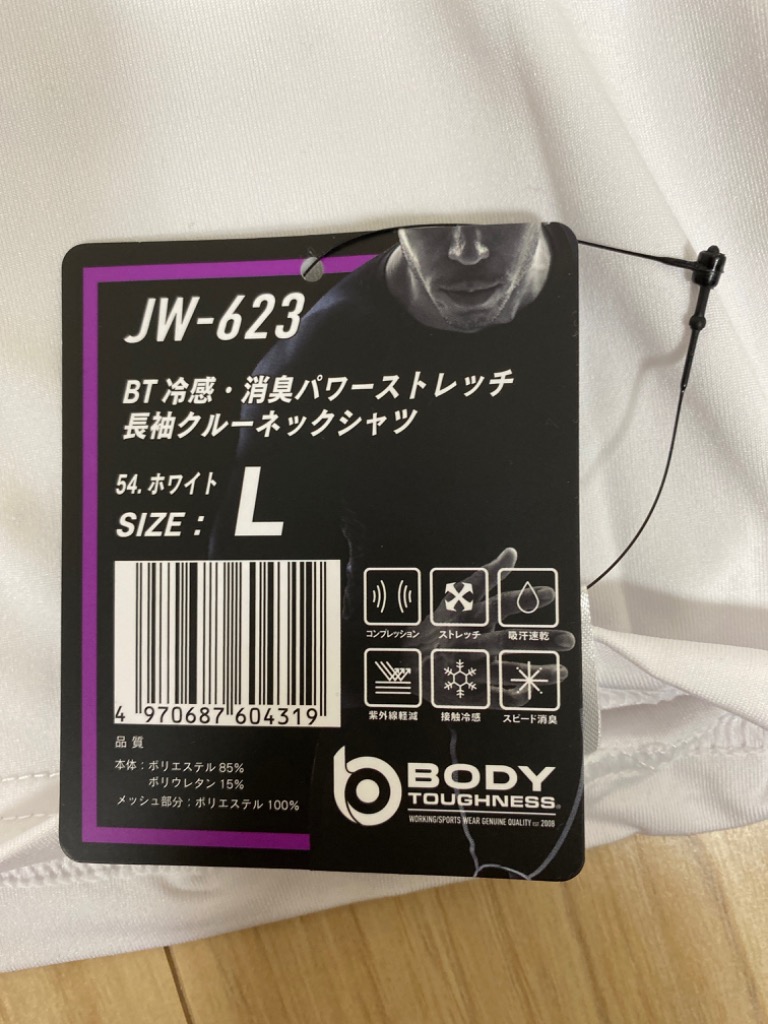 JW-623
BT 冷感・消臭パワーストレッチ
長袖クルーネックシャツ
54. ホワイト
SIZE : L
コンプレッション ストレッチ 吸汗速乾
紫外線軽減 接触冷感 スピード消臭
4 970687 604319
品質
本体 : ポリエステル 85%
ポリウレタン 15%
メッシュ部分 : ポリエステル 100%
BODY
TOUGHNESS®
WORKING/SPORTS WEAR GENUINE QUALITY EST 2008